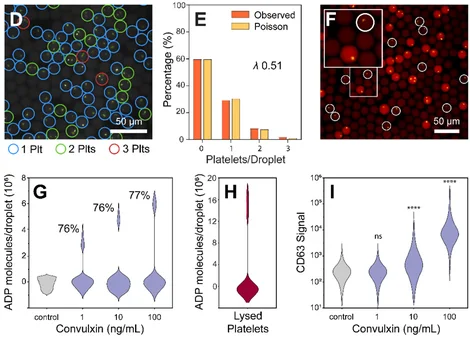 D
50 µm
1 Plt
2 Plts
3 Plts
E
Percentage (%)
100
80
60
40
20
0
Observed
Poisson
λ 0.51
0
1
2
3
Platelets/Droplet
F
50 µm
G
ADP molecules/droplet (10⁶)
8
6
4
2
0
76%
76%
77%
control
1
10
100
Convulxin (ng/mL)
H
ADP molecules/droplet (10⁶)
20
16
12
8
4
0
Lysed
Platelets
I
CD63 Signal
10⁶
10⁵
10⁴
10³
10²
10¹
ns
****
****
control
1
10
100
Convulxin (ng/mL)